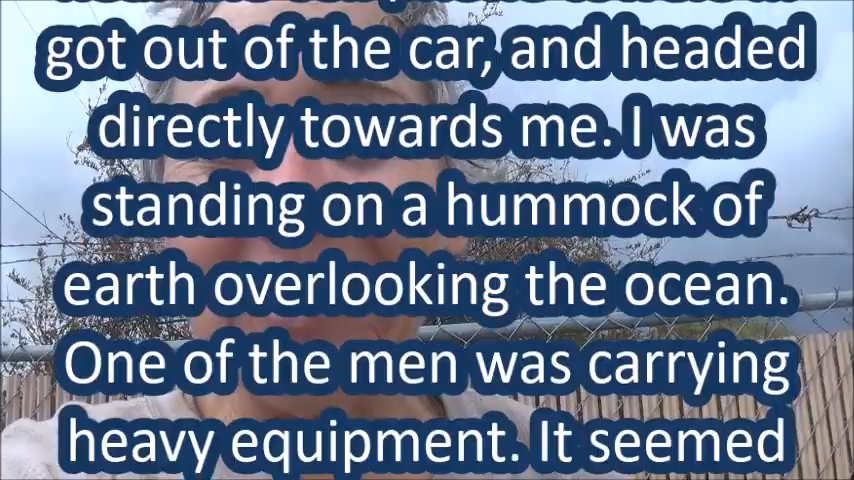 got out of the car, and headed
directly towards me. I was
standing on a hummock of
earth overlooking the ocean.
One of the men was carrying
heavy equipment. It seemed